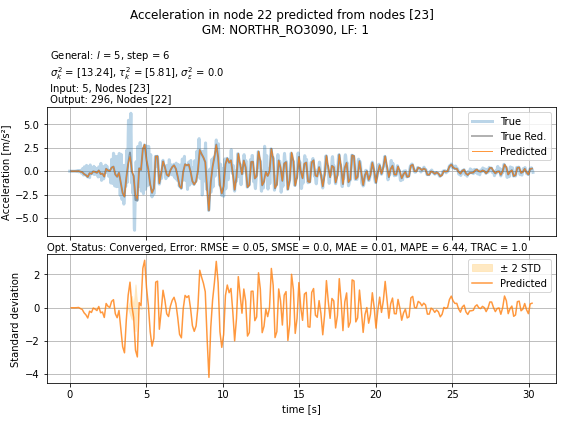 Acceleration in node 22 predicted from nodes [23]
GM: NORTHR_RO3090, LF: 1
General: l = 5, step = 6
σ²ₖ = [13.24], τ²ₖ = [5.81], σ²ε = 0.0
Input: 5, Nodes [23]
Output: 296, Nodes [22]
Acceleration [m/s²]
5.0
2.5
0.0
−2.5
−5.0
True
True Red.
Predicted
Opt. Status: Converged, Error: RMSE = 0.05, SMSE = 0.0, MAE = 0.01, MAPE = 6.44, TRAC = 1.0
Standard deviation
2
0
−2
−4
± 2 STD
Predicted
0 5 10 15 20 25 30
time [s]